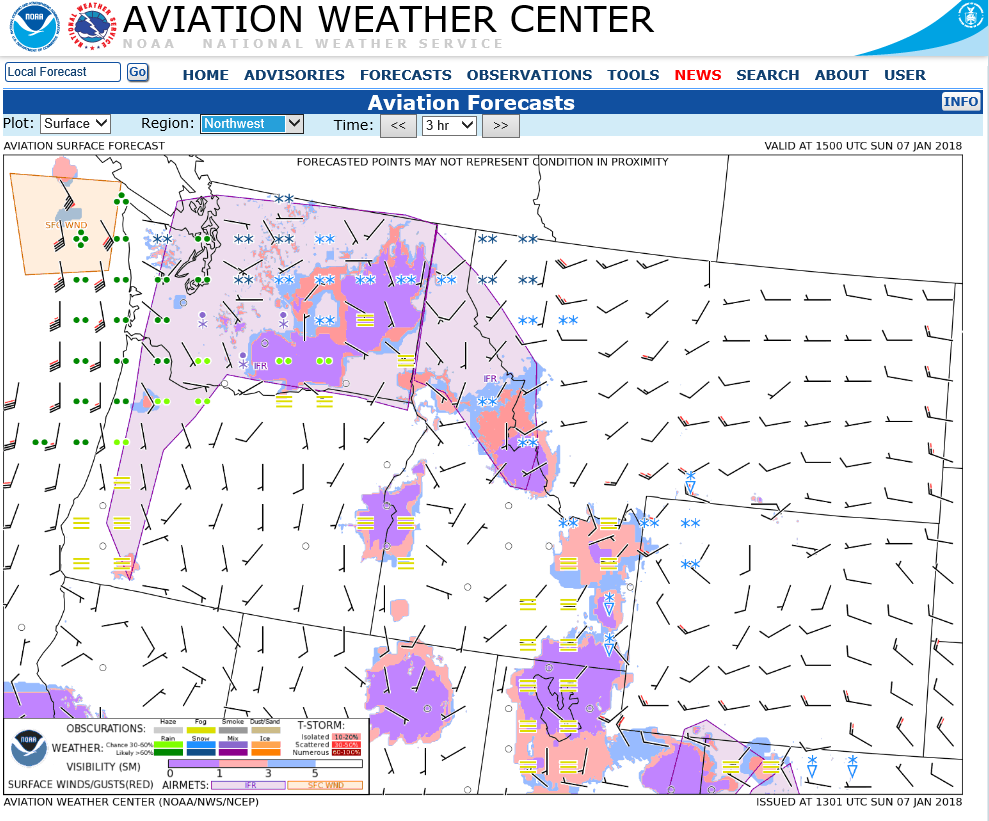 AVIATION WEATHER CENTER
NOAA NATIONAL WEATHER SERVICE
Local Forecast Go HOME ADVISORIES FORECASTS OBSERVATIONS TOOLS NEWS SEARCH ABOUT USER
Aviation Forecasts INFO
Plot: Surface Region: Northwest Time: << 3 hr >>
AVIATION SURFACE FORECAST VALID AT 1500 UTC SUN 07 JAN 2018
FORECASTED POINTS MAY NOT REPRESENT CONDITION IN PROXIMITY
SFC WND
IFR
IFR
Haze Fog Smoke Dust/Sand T-STORM:
OBSCURATIONS:
Isolated 10-20%
Rain Snow Mix Ice
WEATHER: Chance 30-60% Scattered
Likely >60% Numerous 60-100%
VISIBILITY (SM)
0 1 3 5
SURFACE WINDS/GUSTS(RED) AIRMETS: IFR SFC WND
AVIATION WEATHER CENTER (NOAA/NWS/NCEP) ISSUED AT 1301 UTC SUN 07 JAN 2018